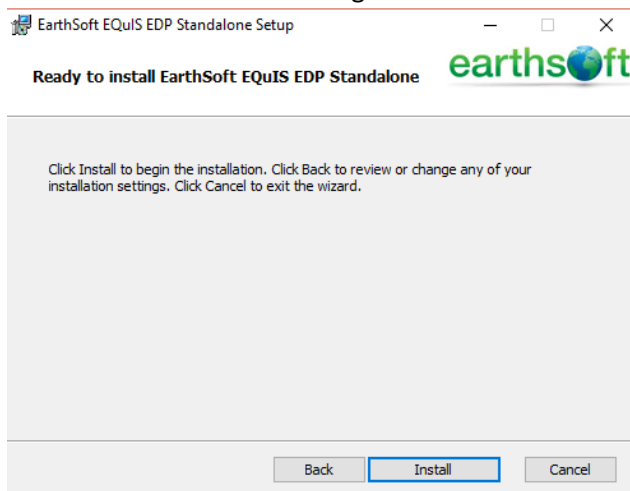 EarthSoft EQuIS EDP Standalone Setup
Ready to install EarthSoft EQuIS EDP Standalone
earthsoft
Click Install to begin the installation. Click Back to review or change any of your
installation settings. Click Cancel to exit the wizard.
Back
Install
Cancel